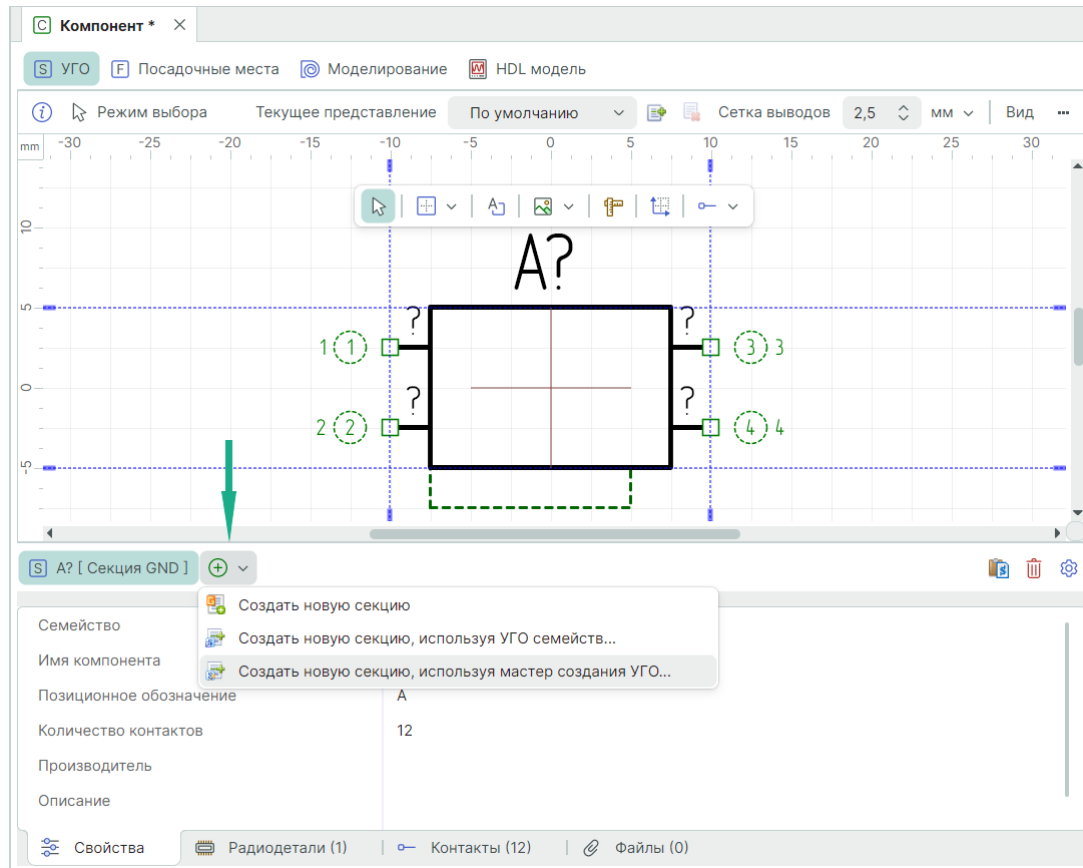 C Компонент *
S УГО F Посадочные места Моделирование HDL модель
i Режим выбора Текущее представление По умолчанию Сетка выводов 2,5 мм Вид
mm -30 -25 -20 -15 -10 -5 0 5 10 15 20 25 30
A
10
A?
5
? ?
1 1 3 3
0
? ?
2 2 4 4
-5
S A? [ Секция GND ] S
Создать новую секцию
Семейство
Создать новую секцию, используя УГО семейств...
Имя компонента
Создать новую секцию, используя мастер создания УГО...
Позиционное обозначение A
Количество контактов 12
Производитель
Описание
Свойства Радиодетали (1) Контакты (12) Файлы (0)